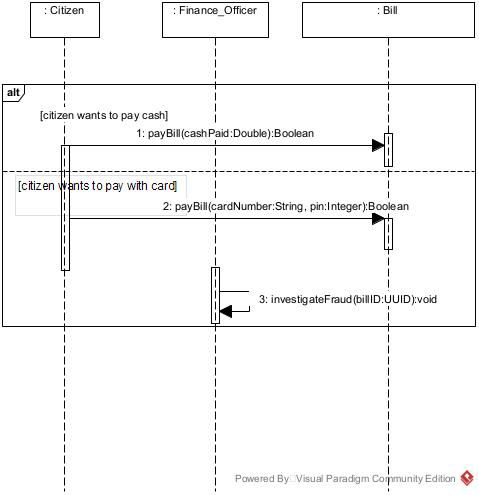 : Citizen
: Finance_Officer
: Bill
alt
[citizen wants to pay cash]
1: payBill(cashPaid:Double):Boolean
[citizen wants to pay with card]
2: payBill(cardNumber:String, pin:Integer):Boolean
3: investigateFraud(billID:UUID):void
Powered By Visual Paradigm Community Edition